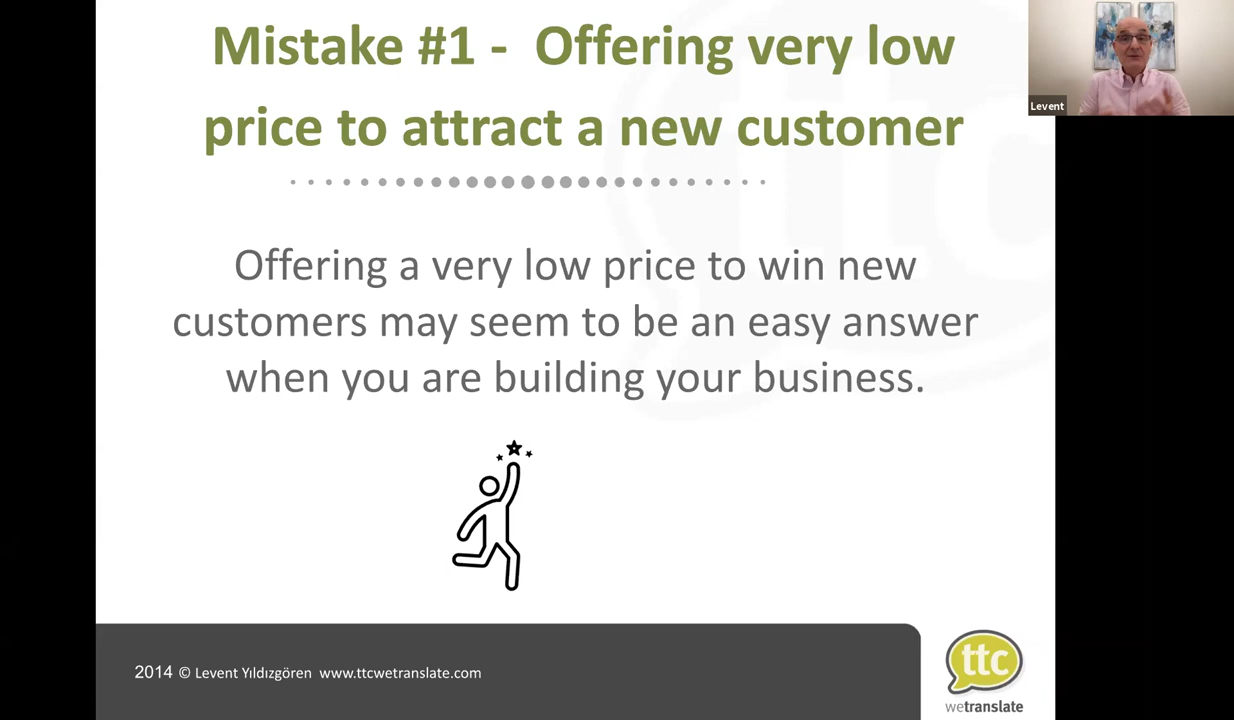 Mistake #1 - Offering very low
price to attract a new customer
Levent
Offering a very low price to win new
customers may seem to be an easy answer
when you are building your business.
2014 © Levent Yıldızgören www.ttcwetranslate.com
ttc
wetranslate